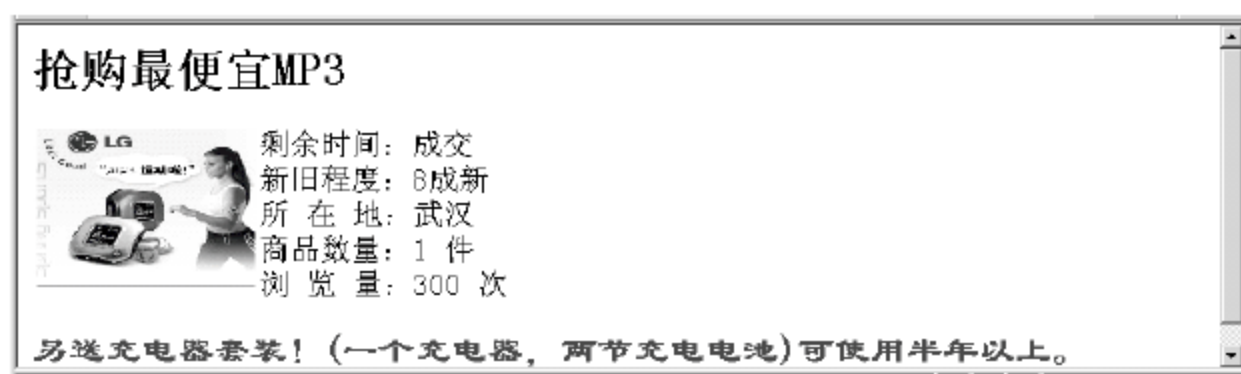 抢购最便宜MP3
LG
剩余时间：成交
新旧程度：8成新
所 在 地：武汉
商品数量：1 件
浏 览 量：300 次
另送充电器套装！(一个充电器，两节充电电池)可使用半年以上。